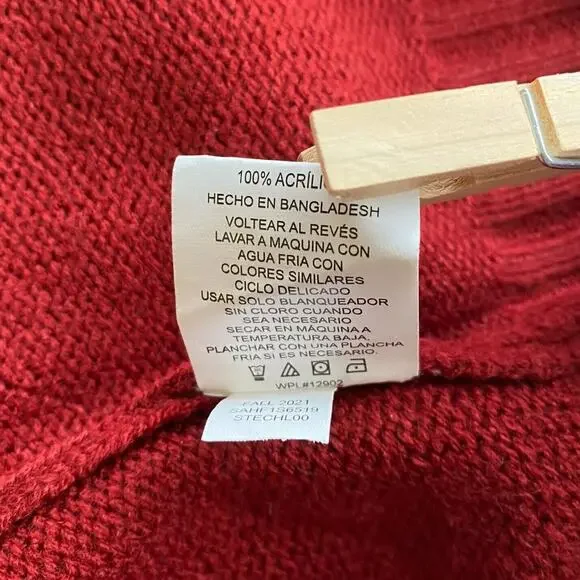 100% ACRÍLI
HECHO EN BANGLADESH
VOLTEAR AL REVÉS
LAVAR A MAQUINA CON
AGUA FRIA CON
COLORES SIMILARES
CICLO DELICADO
USAR SOLO BLANQUEADOR
SIN CLORO CUANDO
SEA NECESARIO
SECAR EN MÁQUINA A
TEMPERATURA BAJA,
PLANCHAR CON UNA PLANCHA
FRIA SI ES NECESARIO.
WPL#12902
FALL 2021
SAHF1S6519
STECHL00